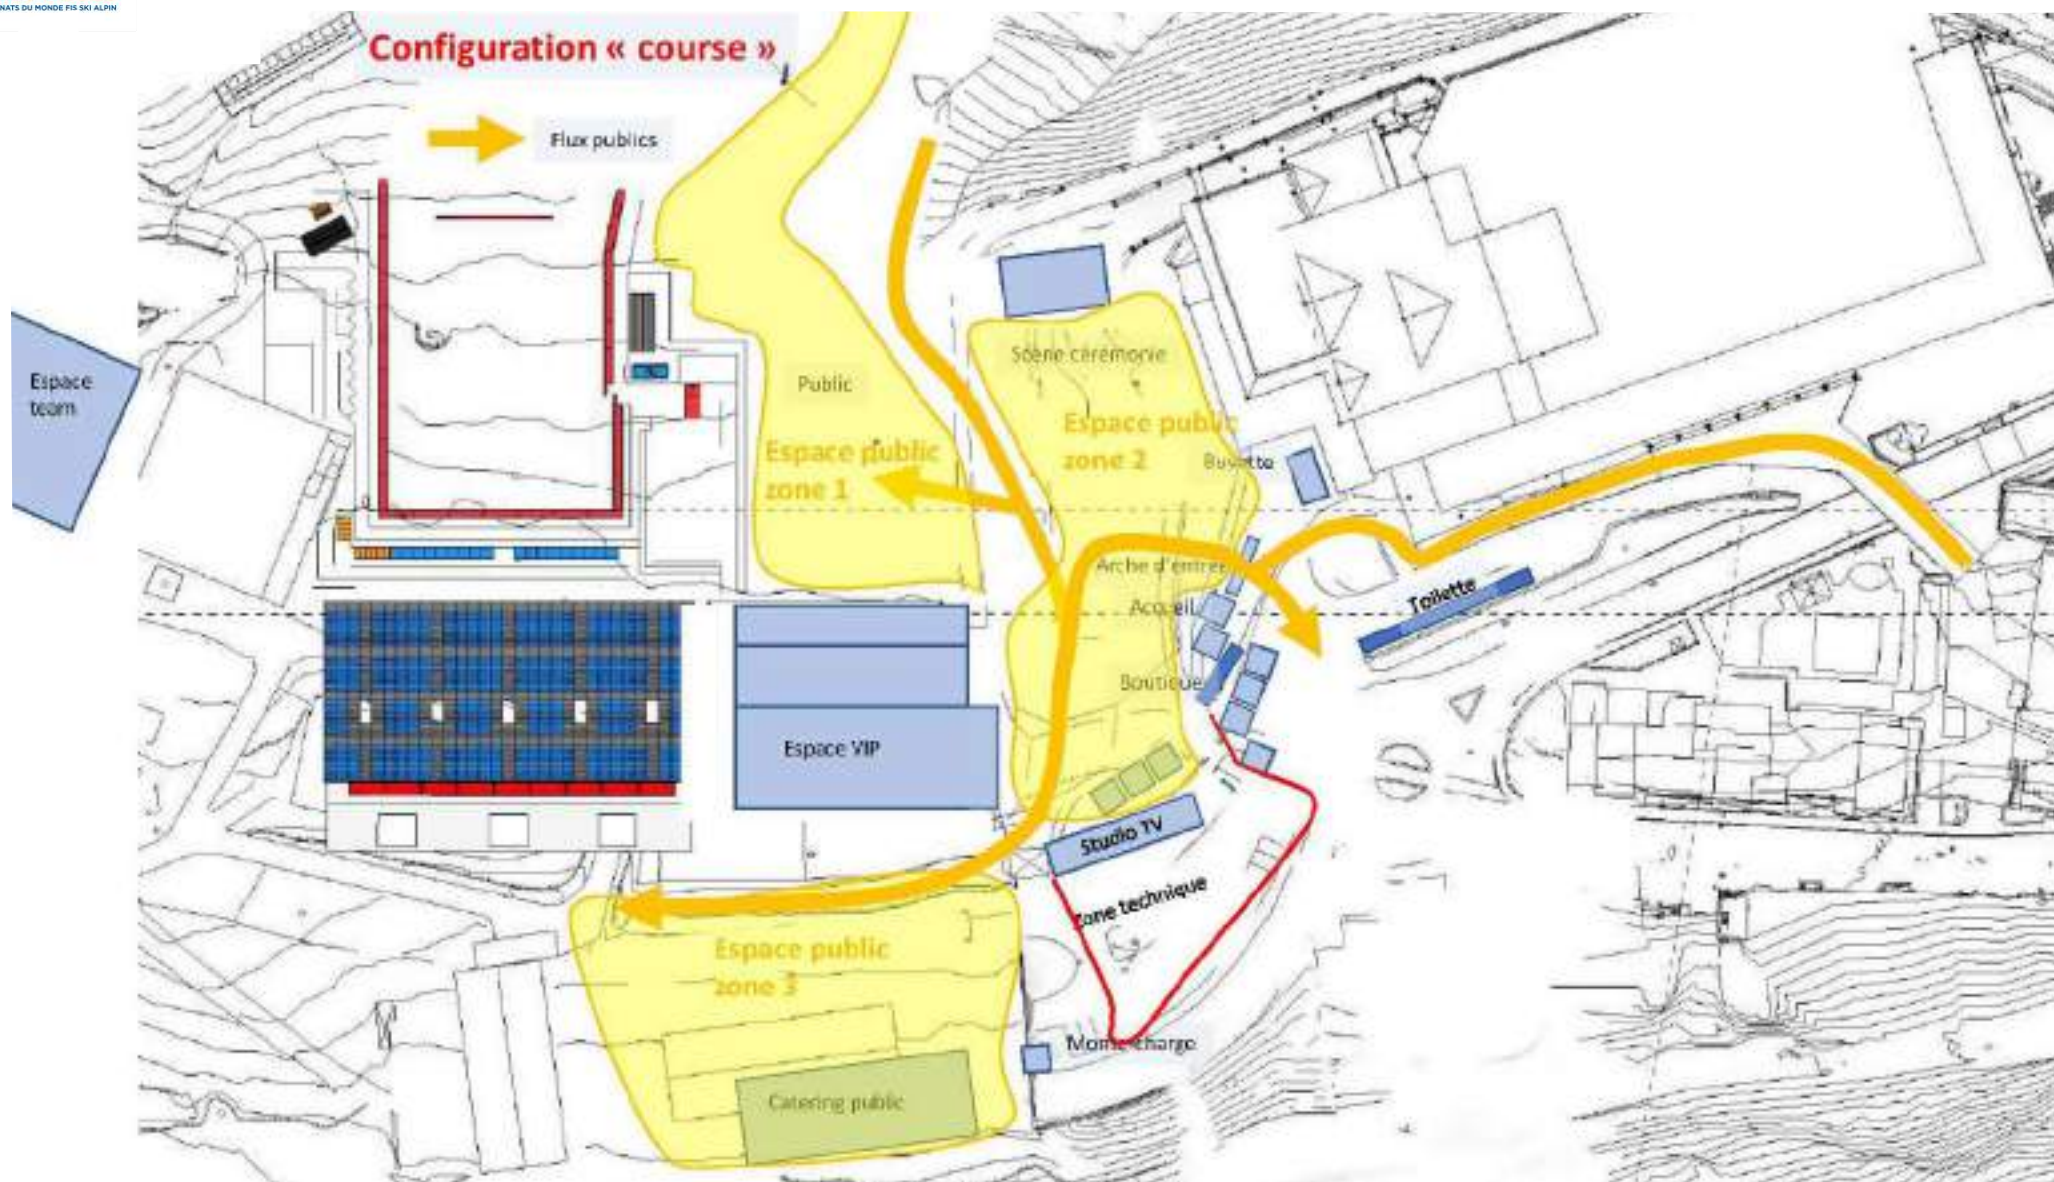 NATS DU MONDE FIS SKI ALPIN
Configuration « course »
Flux publics
Espace
team
Public
Scène cérémonie
Espace public
zone 2
Espace public
zone 1
Buvette
Arche d'entrée
Accueil
Toilette
Boutique
Espace VIP
Studio TV
Zone technique
Espace public
zone 3
Monte-charge
Catering public